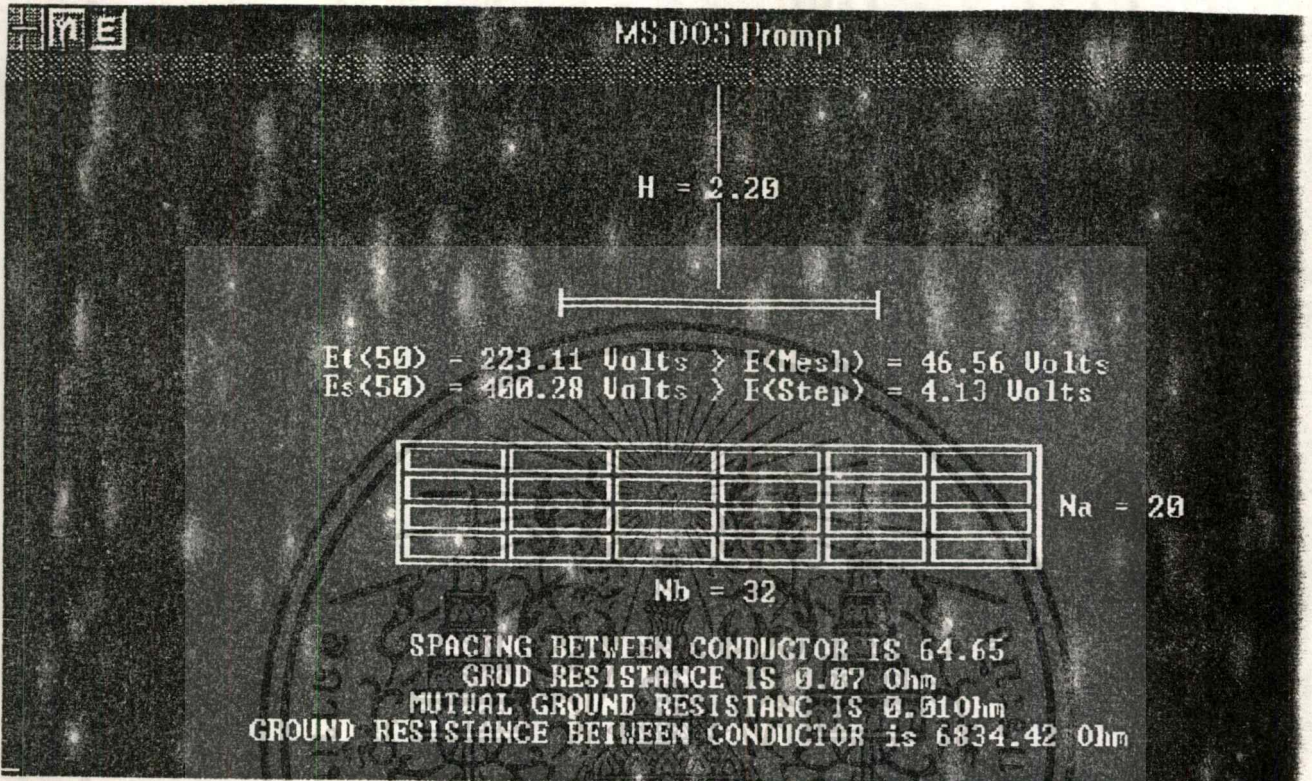 MS-DOS Prompt
H = 2.20
Et(50) = 223.11 Volts > E(Mesh) = 46.56 Volts
Es(50) = 400.28 Volts > E(Step) = 4.13 Volts
Na = 20
Nb = 32
SPACING BETWEEN CONDUCTOR IS 64.65
GRUD RESISTANCE IS 0.07 Ohm
MUTUAL GROUND RESISTANC IS 0.01Ohm
GROUND RESISTANCE BETWEEN CONDUCTOR is 6834.42 Ohm